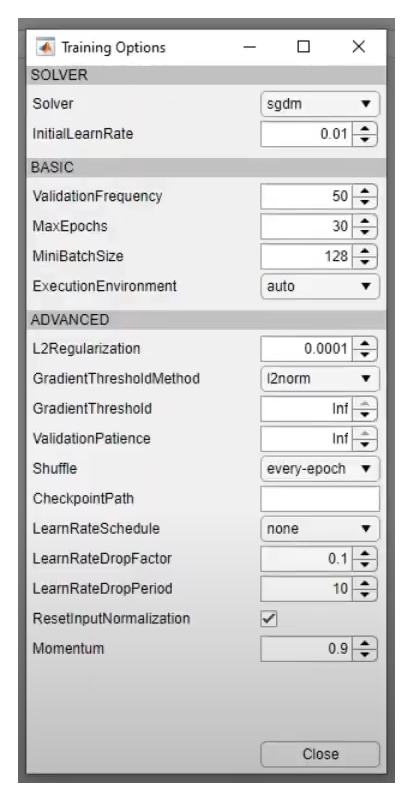 Training Options
SOLVER
Solver sgdm
InitialLearnRate 0.01
BASIC
ValidationFrequency 50
MaxEpochs 30
MiniBatchSize 128
ExecutionEnvironment auto
ADVANCED
L2Regularization 0.0001
GradientThresholdMethod l2norm
GradientThreshold Inf
ValidationPatience Inf
Shuffle every-epoch
CheckpointPath
LearnRateSchedule none
LearnRateDropFactor 0.1
LearnRateDropPeriod 10
ResetInputNormalization
Momentum 0.9
Close